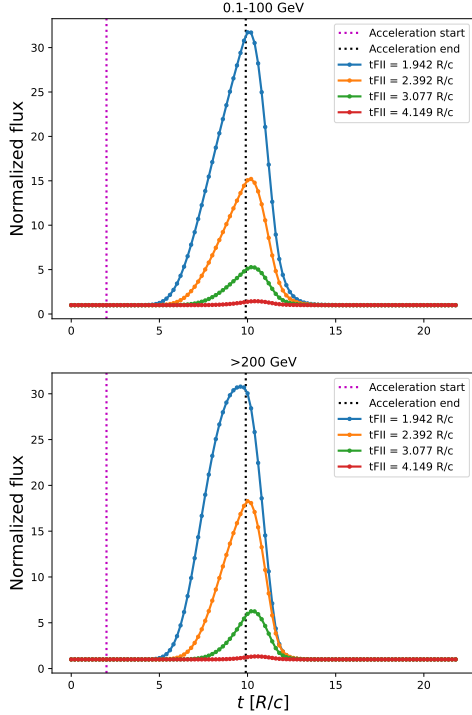 0.1-100 GeV
Normalized flux
30
25
20
15
10
5
0
Acceleration start
Acceleration end
tFII = 1.942 R/c
tFII = 2.392 R/c
tFII = 3.077 R/c
tFII = 4.149 R/c
0 5 10 15 20
>200 GeV
Normalized flux
30
25
20
15
10
5
0
Acceleration start
Acceleration end
tFII = 1.942 R/c
tFII = 2.392 R/c
tFII = 3.077 R/c
tFII = 4.149 R/c
0 5 10 15 20
t [R/c]